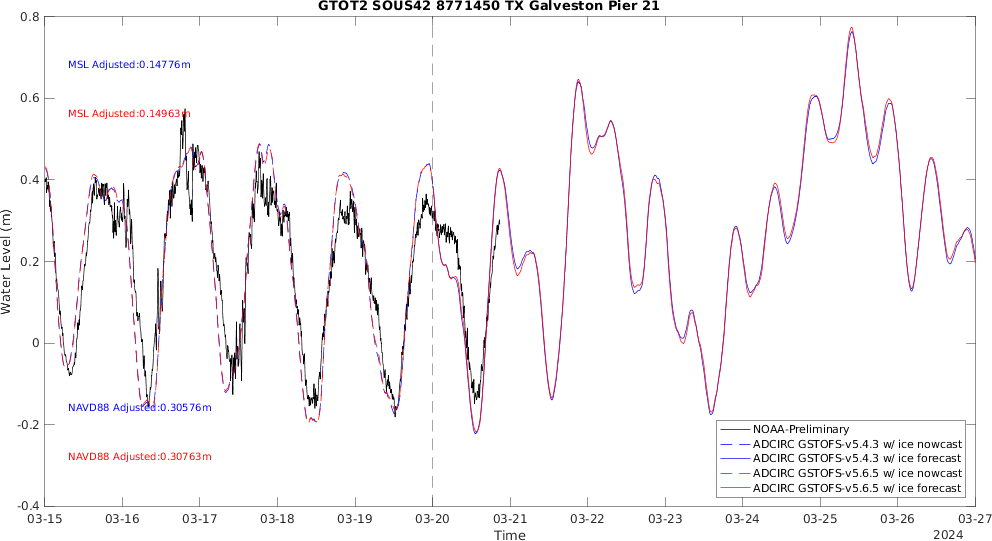 GTOT2 SOUS42 8771450 TX Galveston Pier 21
0.8
0.6
0.4
0.2
0
-0.2
-0.4
Water Level (m)
MSL Adjusted:0.14776m
MSL Adjusted:0.14963m
NAVD88 Adjusted:0.30576m
NAVD88 Adjusted:0.30763m
NOAA-Preliminary
ADCIRC GSTOFS-v5.4.3 w/ ice nowcast
ADCIRC GSTOFS-v5.4.3 w/ ice forecast
ADCIRC GSTOFS-v5.6.5 w/ ice nowcast
ADCIRC GSTOFS-v5.6.5 w/ ice forecast
03-15 03-16 03-17 03-18 03-19 03-20 03-21 03-22 03-23 03-24 03-25 03-26 03-27
Time
2024